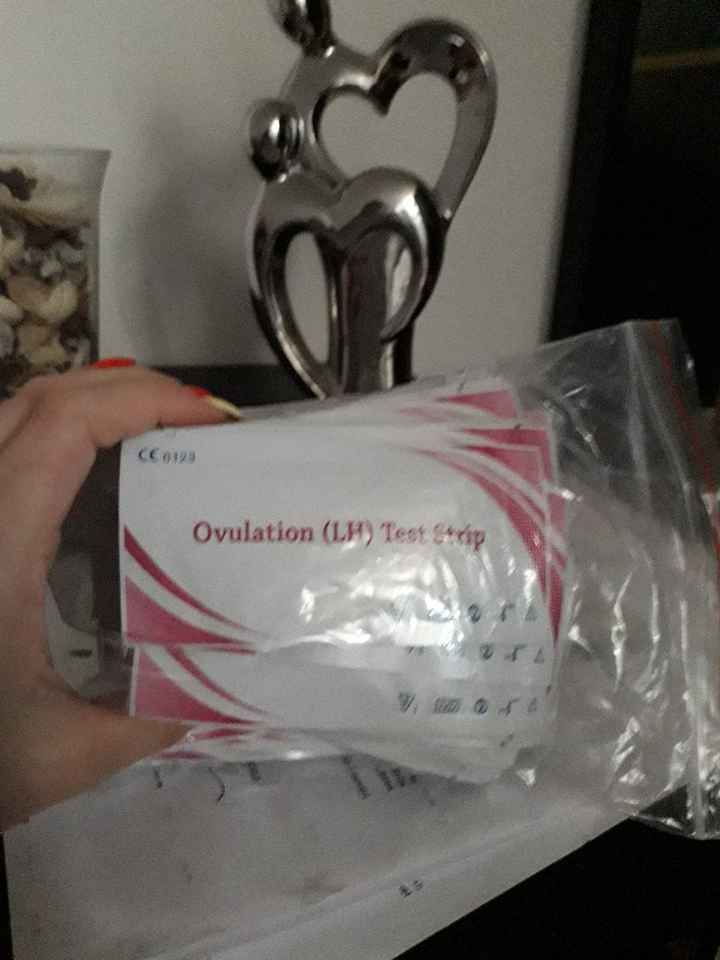 CE 0123
Ovulation (LH) Test Strip